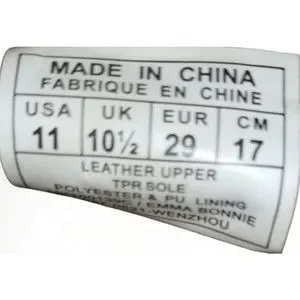 MADE IN CHINA
FABRIQUE EN CHINE
USA UK EUR CM
11 10½ 29 17
LEATHER UPPER
TPR SOLE
POLYESTER & PU LINING
/ EMMA BONNIE
WENZHOU